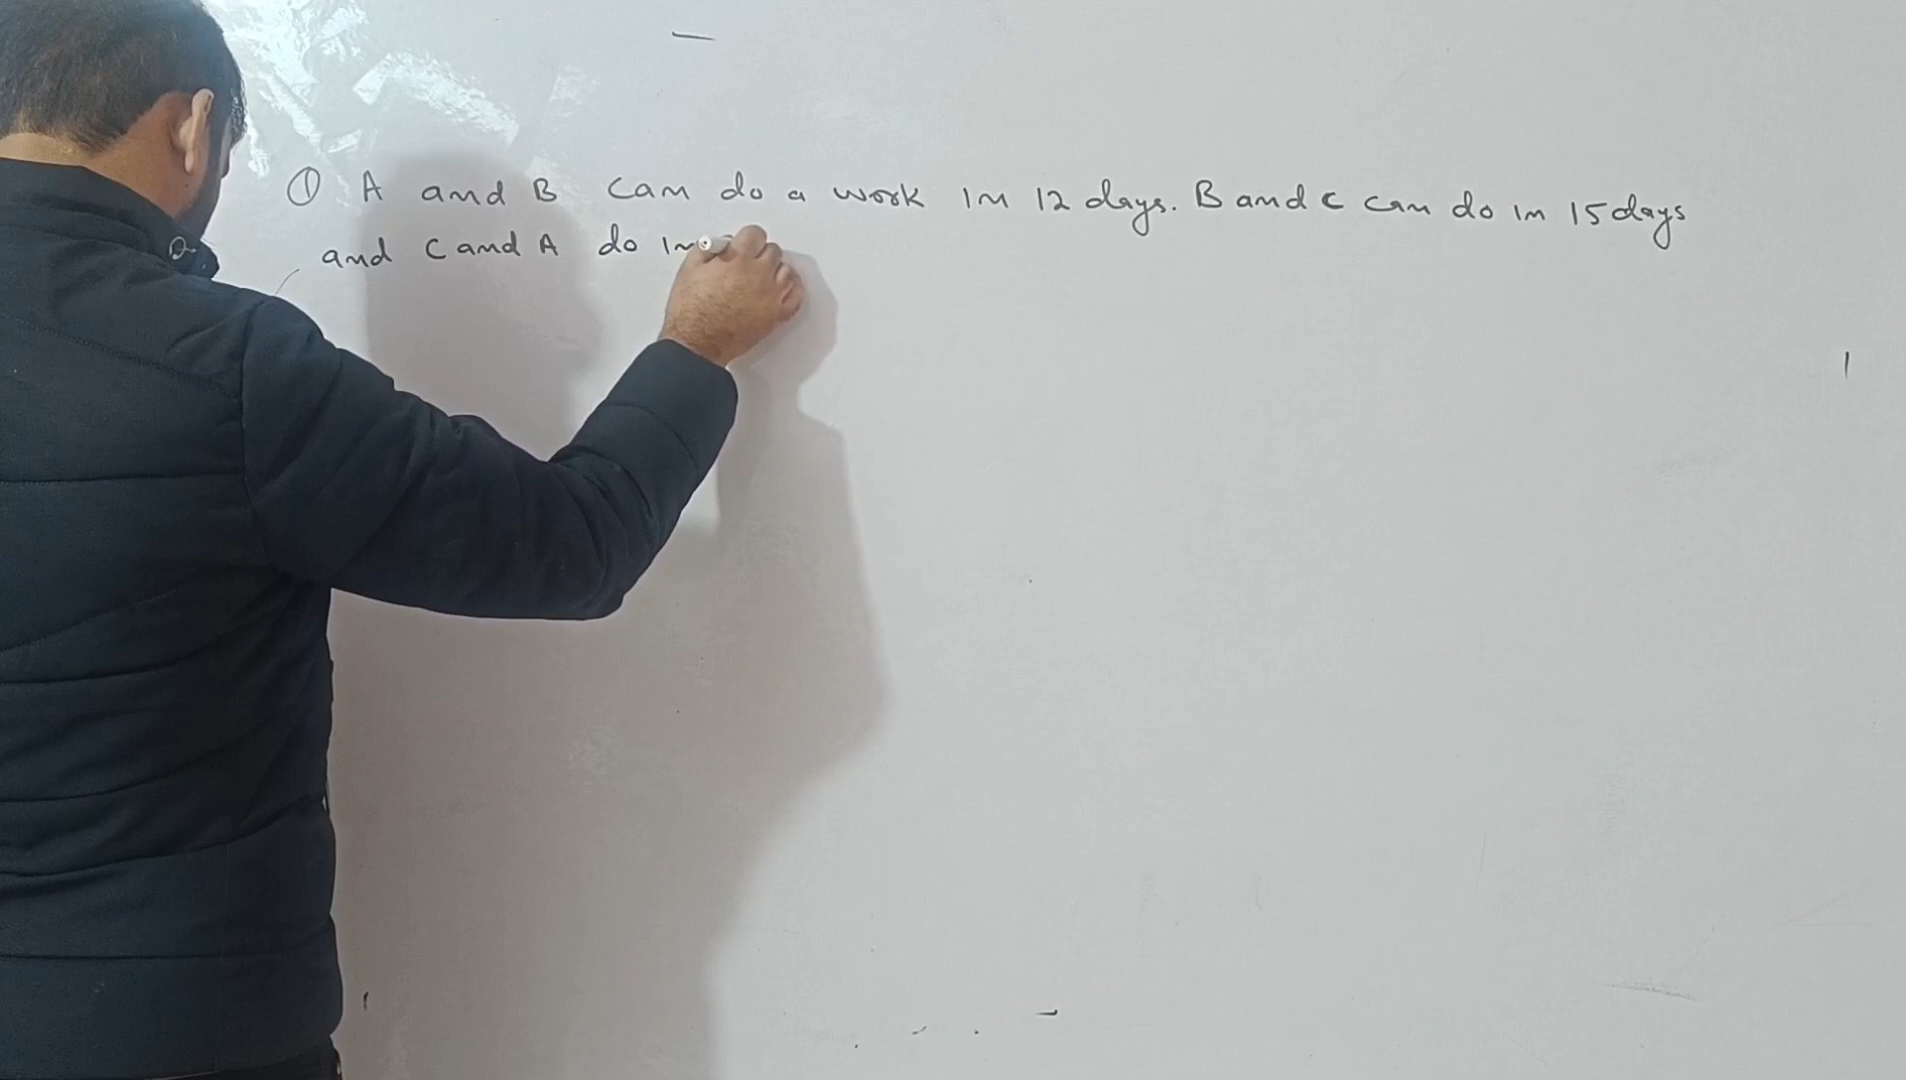 ① A and B can do a work in 12 days. B and C can do in 15 days
and C and A do in